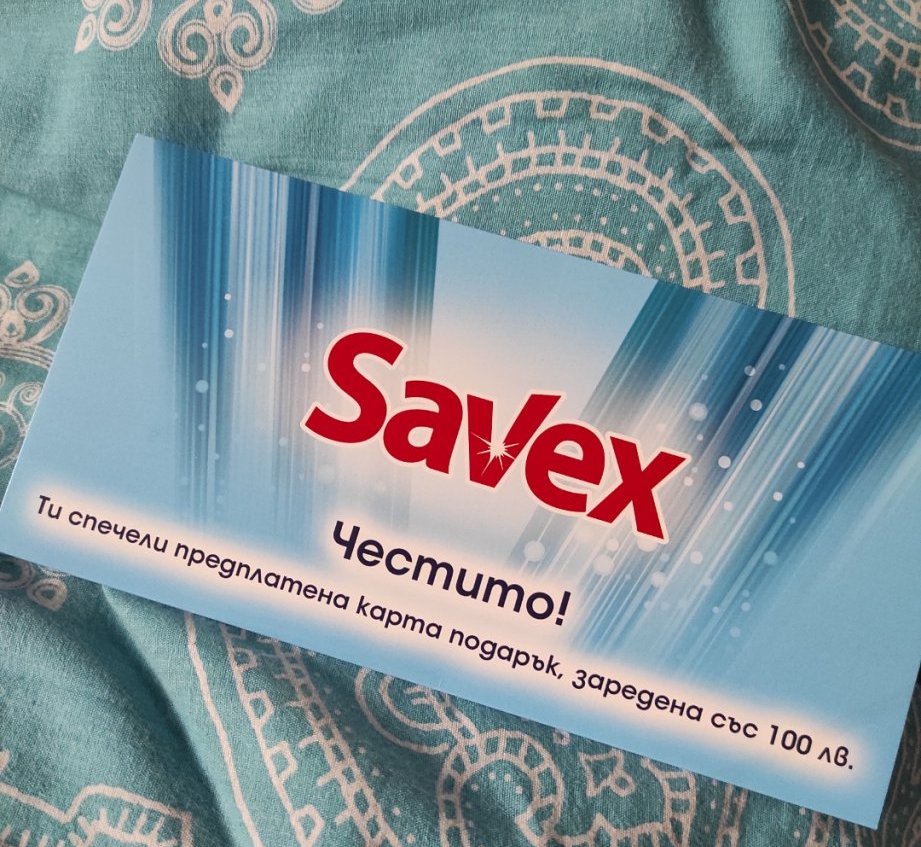 Savex
Честито!
Ти спечели предплатена карта подарък, заредена със 100 лв.